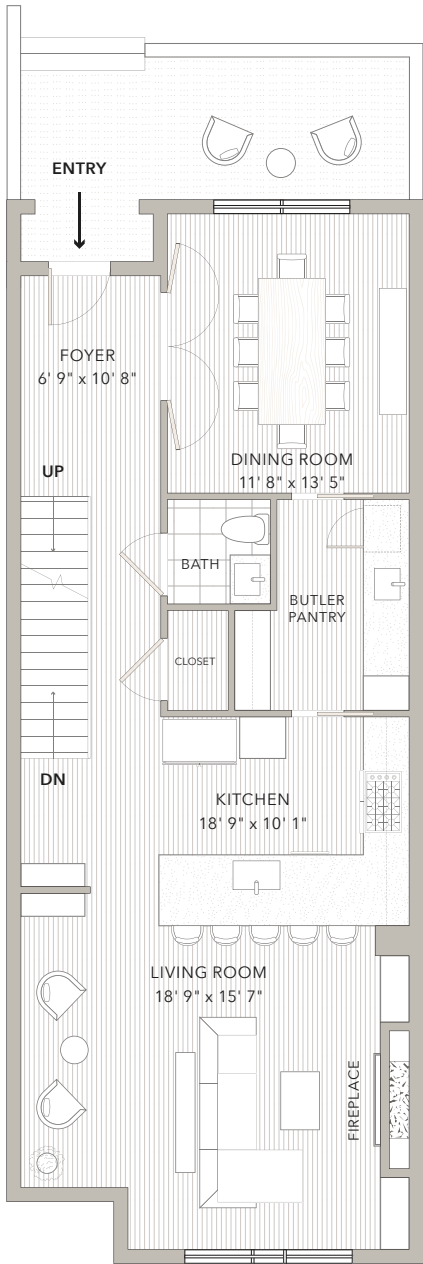 ENTRY
FOYER
6' 9" x 10' 8"
DINING ROOM
11' 8" x 13' 5"
UP
BATH
BUTLER
PANTRY
CLOSET
DN
KITCHEN
18' 9" x 10' 1"
LIVING ROOM
18' 9" x 15' 7"
FIREPLACE